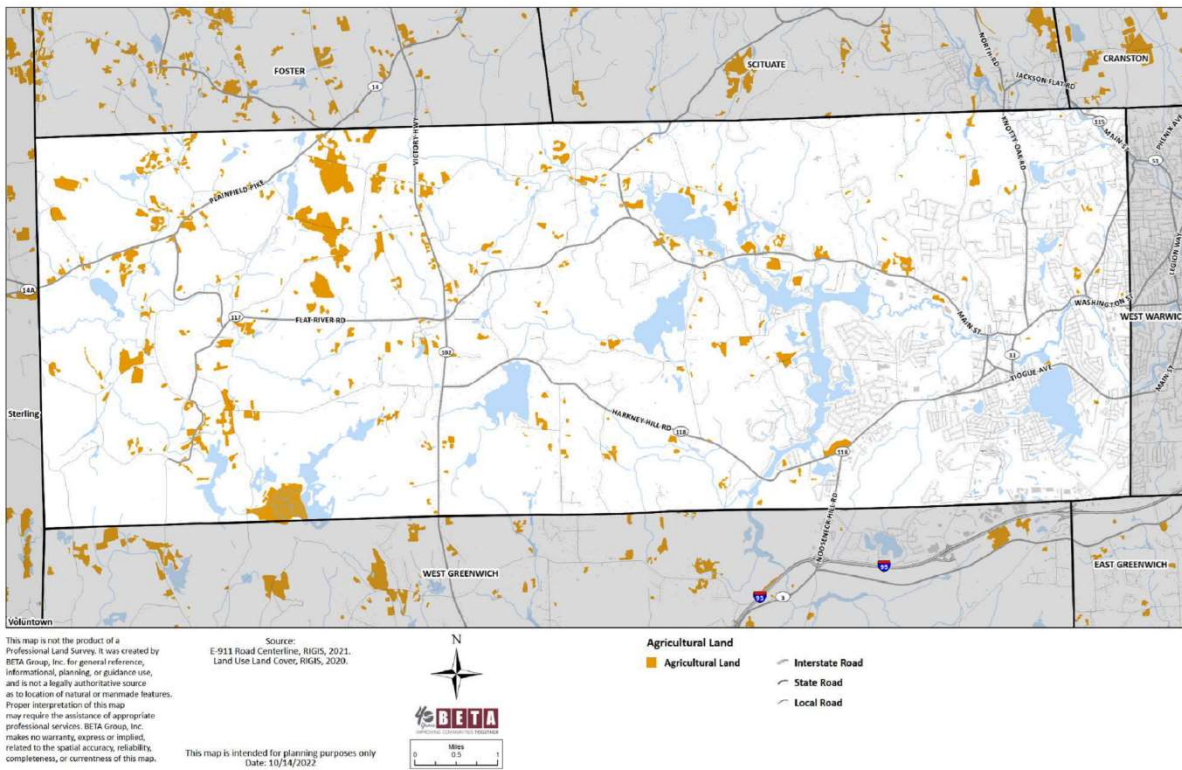 FOSTER
SCITUATE
CRANSTON
NORTH RD
JACKSON FLAT RD
14
VICTORY HWY
KNOTTY OAK RD
115
MAIN ST
PHENIX AVE
33
PLAINFIELD PIKE
LEGION WAY
14A
117
FLAT RIVER RD
WASHINGTON ST
WEST WARWICK
MAIN ST
102
33
TIOGUE AVE
MAIN ST
Sterling
HARKNEY HILL RD
118
NOOSENECK HILL RD
WEST GREENWICH
95
EAST GREENWICH
95
3
Voluntown
This map is not the product of a
Professional Land Survey. It was created by
BETA Group, Inc. for general reference,
informational, planning, or guidance use,
and is not a legally authoritative source
as to location of natural or manmade features.
Proper interpretation of this map
may require the assistance of appropriate
professional services. BETA Group, Inc.
makes no warranty, express or implied,
related to the spatial accuracy, reliability,
completeness, or currentness of this map.
Source:
E-911 Road Centerline, RIGIS, 2021.
Land Use Land Cover, RIGIS, 2020.
This map is intended for planning purposes only
Date: 10/14/2022
N
BETA
IMPROVING COMMUNITIES TOGETHER
Miles
0 0.5 1
Agricultural Land
Agricultural Land
Interstate Road
State Road
Local Road